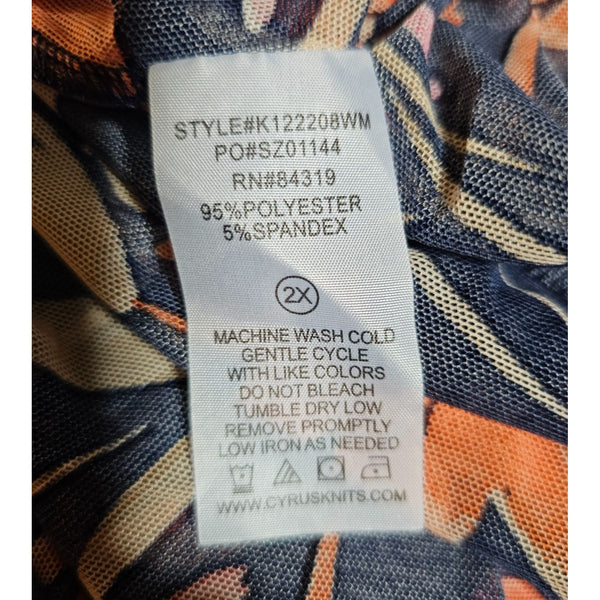 STYLE#K122208WM
PO#SZ01144
RN#84319
95%POLYESTER
5%SPANDEX
2X
MACHINE WASH COLD
GENTLE CYCLE
WITH LIKE COLORS
DO NOT BLEACH
TUMBLE DRY LOW
REMOVE PROMPTLY
LOW IRON AS NEEDED
WWW.CYRUSKNITS.COM